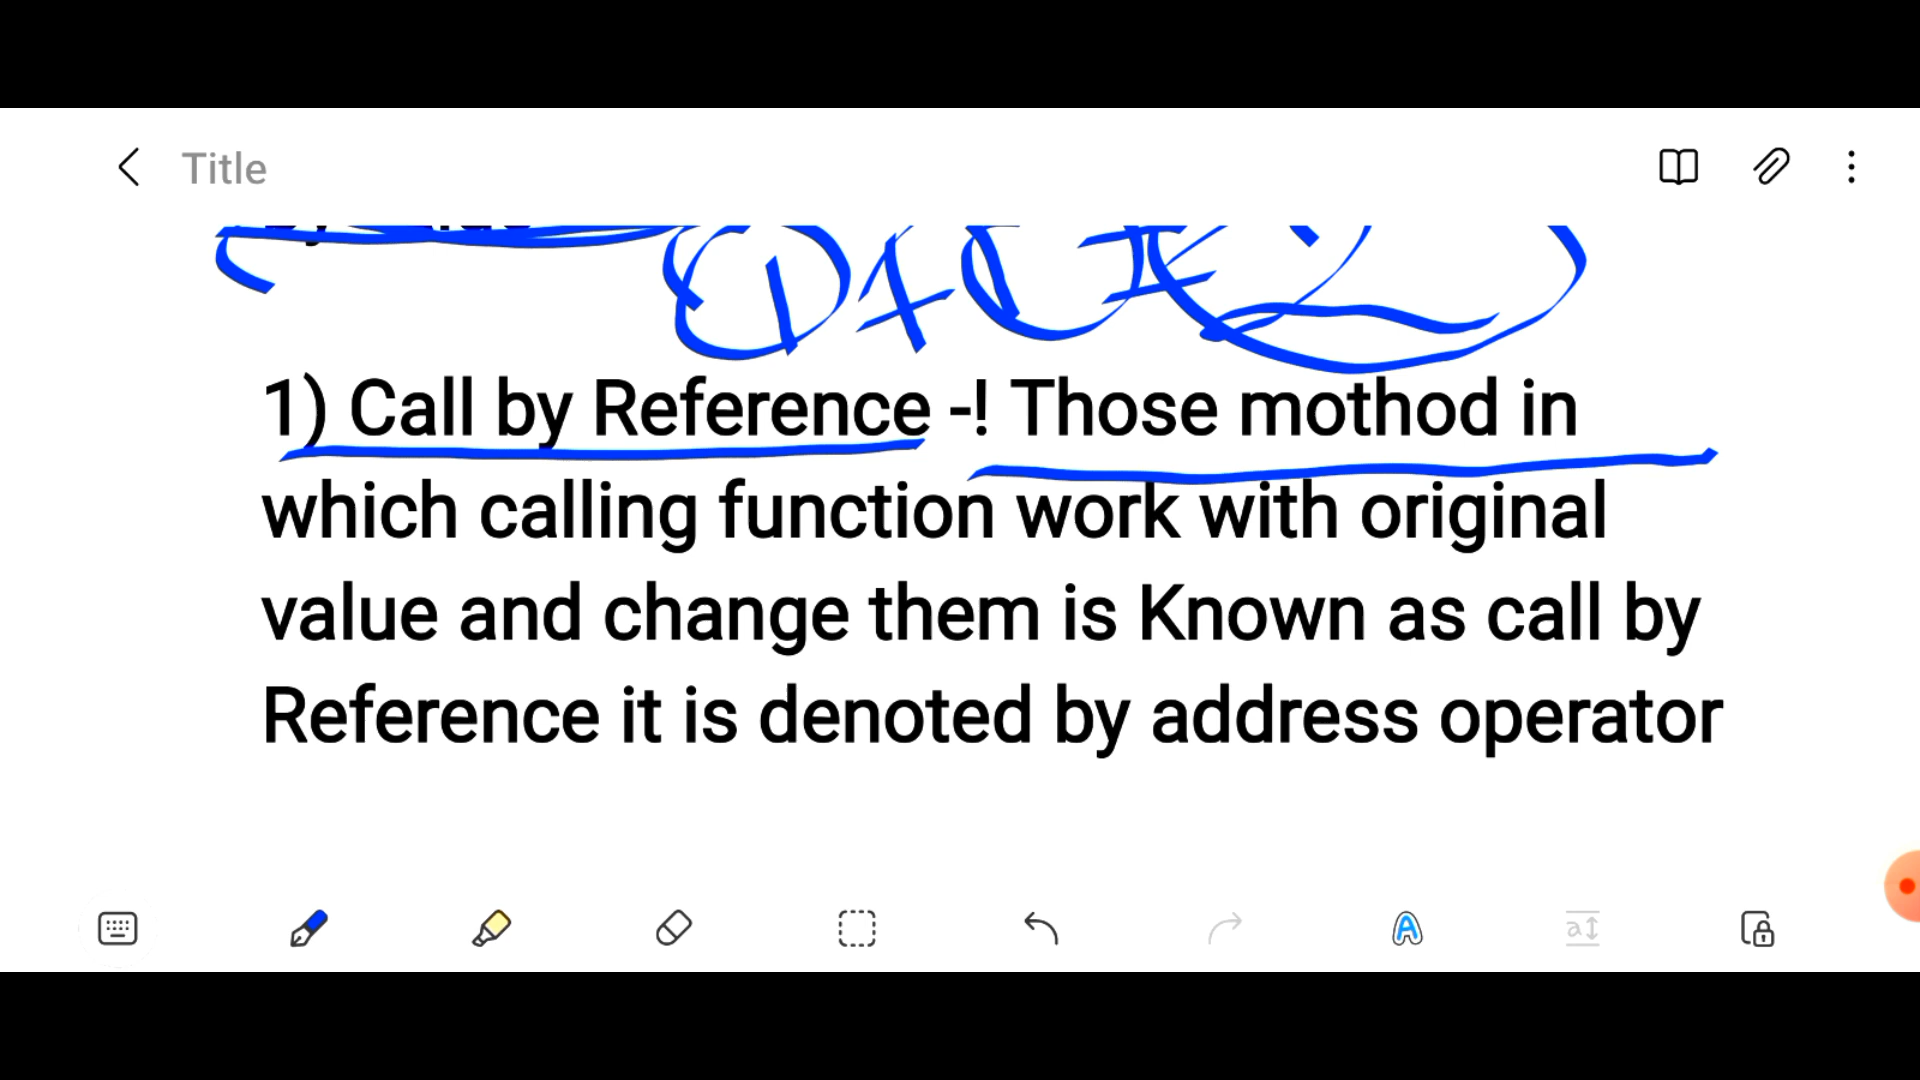 Title
1) Call by Reference -! Those mothod in
which calling function work with original
value and change them is Known as call by
Reference it is denoted by address operator